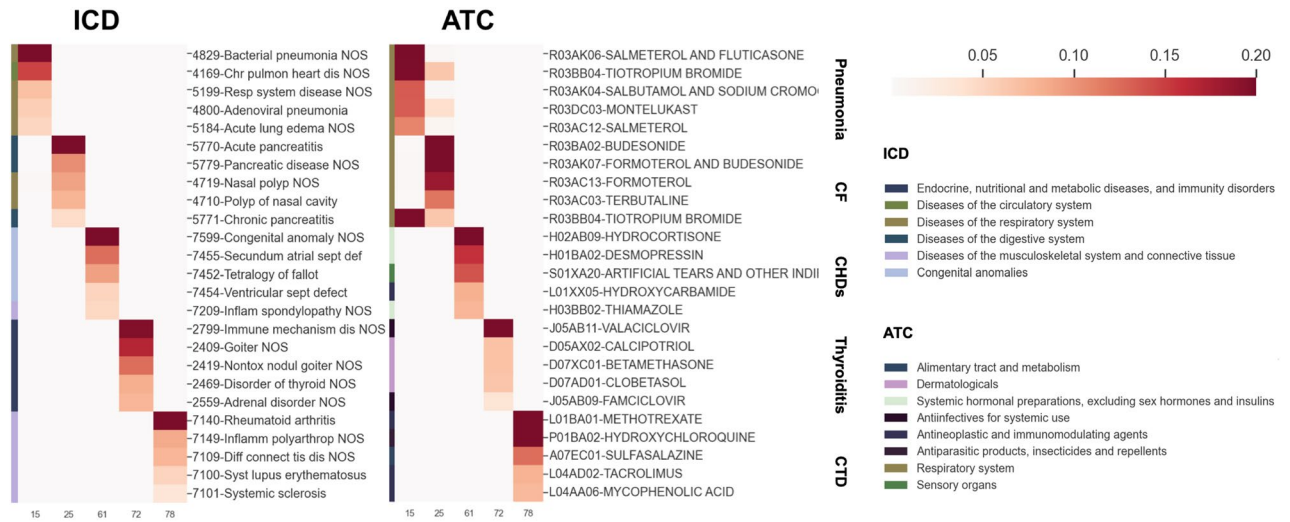 ICD
4829-Bacterial pneumonia NOS
4169-Chr pulmon heart dis NOS
5199-Resp system disease NOS
4800-Adenoviral pneumonia
5184-Acute lung edema NOS
5770-Acute pancreatitis
5779-Pancreatic disease NOS
4719-Nasal polyp NOS
4710-Polyp of nasal cavity
5771-Chronic pancreatitis
7599-Congenital anomaly NOS
7455-Secundum atrial sept def
7452-Tetralogy of fallot
7454-Ventricular sept defect
7209-Inflam spondylopathy NOS
2799-Immune mechanism dis NOS
2409-Goiter NOS
2419-Nontox nodul goiter NOS
2469-Disorder of thyroid NOS
2559-Adrenal disorder NOS
7140-Rheumatoid arthritis
7149-Inflamm polyarthrop NOS
7109-Diff connect tis dis NOS
7100-Syst lupus erythematosus
7101-Systemic sclerosis
15 25 61 72 78
ATC
R03AK06-SALMETEROL AND FLUTICASONE
R03BB04-TIOTROPIUM BROMIDE
R03AK04-SALBUTAMOL AND SODIUM CROMO
R03DC03-MONTELUKAST
R03AC12-SALMETEROL
R03BA02-BUDESONIDE
R03AK07-FORMOTEROL AND BUDESONIDE
R03AC13-FORMOTEROL
R03AC03-TERBUTALINE
R03BB04-TIOTROPIUM BROMIDE
H02AB09-HYDROCORTISONE
H01BA02-DESMOPRESSIN
S01XA20-ARTIFICIAL TEARS AND OTHER INDI
L01XX05-HYDROXYCARBAMIDE
H03BB02-THIAMAZOLE
J05AB11-VALACICLOVIR
D05AX02-CALCIPOTRIOL
D07XC01-BETAMETHASONE
D07AD01-CLOBETASOL
J05AB09-FAMCICLOVIR
L01BA01-METHOTREXATE
P01BA02-HYDROXYCHLOROQUINE
A07EC01-SULFASALAZINE
L04AD02-TACROLIMUS
L04AA06-MYCOPHENOLIC ACID
15 25 61 72 78
Pneumonia
CF
CHDs
Thyroiditis
CTD
0.05 0.10 0.15 0.20
ICD
Endocrine, nutritional and metabolic diseases, and immunity disorders
Diseases of the circulatory system
Diseases of the respiratory system
Diseases of the digestive system
Diseases of the musculoskeletal system and connective tissue
Congenital anomalies
ATC
Alimentary tract and metabolism
Dermatologicals
Systemic hormonal preparations, excluding sex hormones and insulins
Antiinfectives for systemic use
Antineoplastic and immunomodulating agents
Antiparasitic products, insecticides and repellents
Respiratory system
Sensory organs